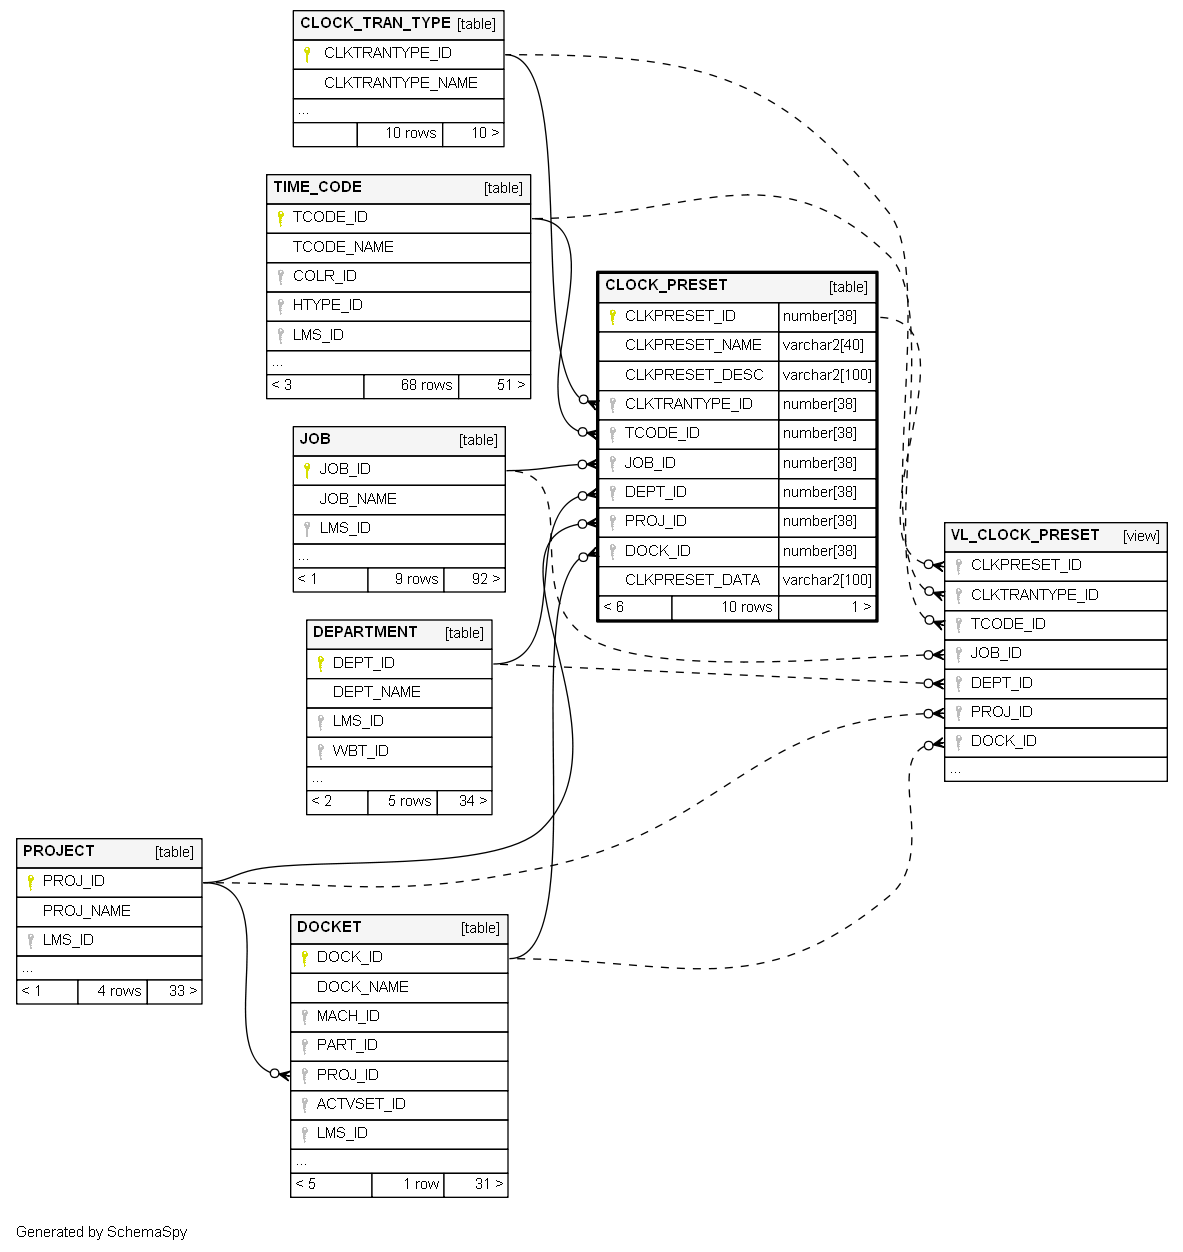 CLOCK_TRAN_TYPE [table]
CLKTRANTYPE_ID
CLKTRANTYPE_NAME
...
10 rows 10 >
TIME_CODE [table]
TCODE_ID
TCODE_NAME
COLR_ID
HTYPE_ID
LMS_ID
...
< 3 68 rows 51 >
CLOCK_PRESET [table]
CLKPRESET_ID number[38]
CLKPRESET_NAME varchar2[40]
CLKPRESET_DESC varchar2[100]
CLKTRANTYPE_ID number[38]
TCODE_ID number[38]
JOB_ID number[38]
DEPT_ID number[38]
PROJ_ID number[38]
DOCK_ID number[38]
CLKPRESET_DATA varchar2[100]
< 6 10 rows 1 >
JOB [table]
JOB_ID
JOB_NAME
LMS_ID
...
< 1 9 rows 92 >
VL_CLOCK_PRESET [view]
CLKPRESET_ID
CLKTRANTYPE_ID
TCODE_ID
JOB_ID
DEPT_ID
PROJ_ID
DOCK_ID
...
DEPARTMENT [table]
DEPT_ID
DEPT_NAME
LMS_ID
WBT_ID
...
< 2 5 rows 34 >
PROJECT [table]
PROJ_ID
PROJ_NAME
LMS_ID
...
< 1 4 rows 33 >
DOCKET [table]
DOCK_ID
DOCK_NAME
MACH_ID
PART_ID
PROJ_ID
ACTVSET_ID
LMS_ID
...
< 5 1 row 31 >
Generated by SchemaSpy